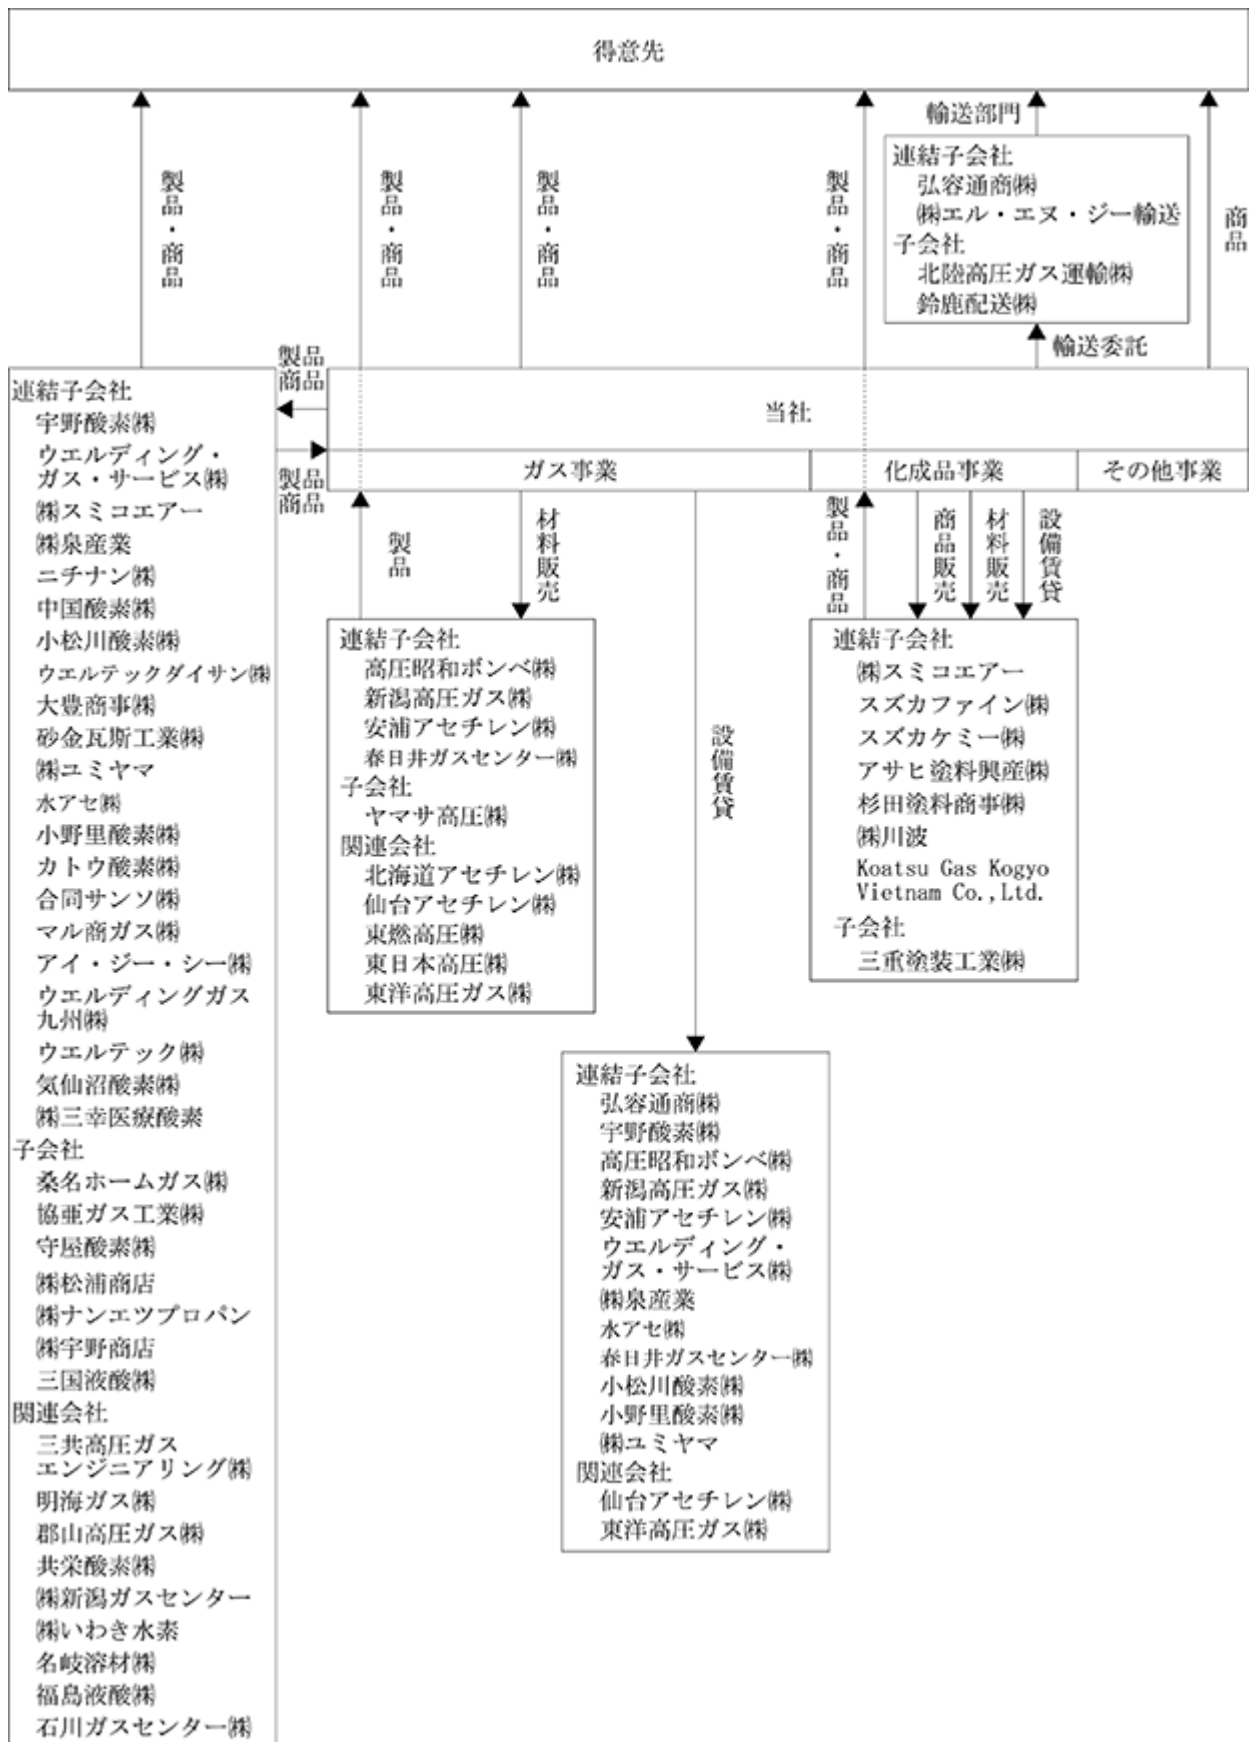 得意先
製品・商品
製品・商品
製品・商品
製品・商品
輸送部門
連結子会社
弘容通商㈱
㈱エル・エヌ・ジー輸送
子会社
北陸高圧ガス運輸㈱
鈴鹿配送㈱
商品
輸送委託
製品
商品
製品
商品
当社
ガス事業
化成品事業
その他事業
連結子会社
宇野酸素㈱
ウエルディング・
ガス・サービス㈱
㈱スミコエアー
㈱泉産業
ニチナン㈱
中国酸素㈱
小松川酸素㈱
ウエルテックダイサン㈱
大豊商事㈱
砂金瓦斯工業㈱
㈱ユミヤマ
水アセ㈱
小野里酸素㈱
カトウ酸素㈱
合同サンソ㈱
マル商ガス㈱
アイ・ジー・シー㈱
ウエルディングガス
九州㈱
ウエルテック㈱
気仙沼酸素㈱
㈱三幸医療酸素
子会社
桑名ホームガス㈱
協亜ガス工業㈱
守屋酸素㈱
㈱松浦商店
㈱ナンエツプロパン
㈱宇野商店
三国液酸㈱
関連会社
三共高圧ガス
エンジニアリング㈱
明海ガス㈱
郡山高圧ガス㈱
共栄酸素㈱
㈱新潟ガスセンター
㈱いわき水素
名岐溶材㈱
福島液酸㈱
石川ガスセンター㈱
製品
材料販売
連結子会社
高圧昭和ボンベ㈱
新潟高圧ガス㈱
安浦アセチレン㈱
春日井ガスセンター㈱
子会社
ヤマサ高圧㈱
関連会社
北海道アセチレン㈱
仙台アセチレン㈱
東燃高圧㈱
東日本高圧㈱
東洋高圧ガス㈱
設備賃貸
連結子会社
弘容通商㈱
宇野酸素㈱
高圧昭和ボンベ㈱
新潟高圧ガス㈱
安浦アセチレン㈱
ウエルディング・
ガス・サービス㈱
㈱泉産業
水アセ㈱
春日井ガスセンター㈱
小松川酸素㈱
小野里酸素㈱
㈱ユミヤマ
関連会社
仙台アセチレン㈱
東洋高圧ガス㈱
製品・商品
商品販売
材料販売
設備賃貸
連結子会社
㈱スミコエアー
スズカファイン㈱
スズカケミー㈱
アサヒ塗料興産㈱
杉田塗料商事㈱
㈱川波
Koatsu Gas Kogyo
Vietnam Co.,Ltd.
子会社
三重塗装工業㈱